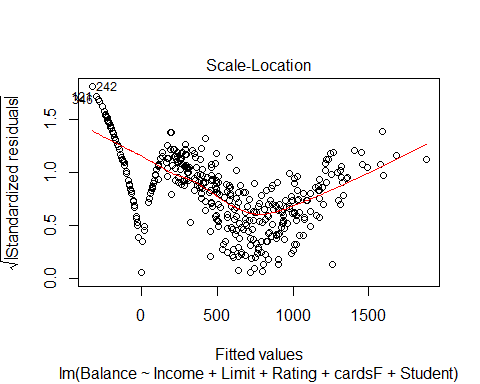 Scale-Location
√|Standardized residuals|
1.5
1.0
0.5
0.0
242
0
500
1000
1500
Fitted values
lm(Balance ~ Income + Limit + Rating + cardsF + Student)